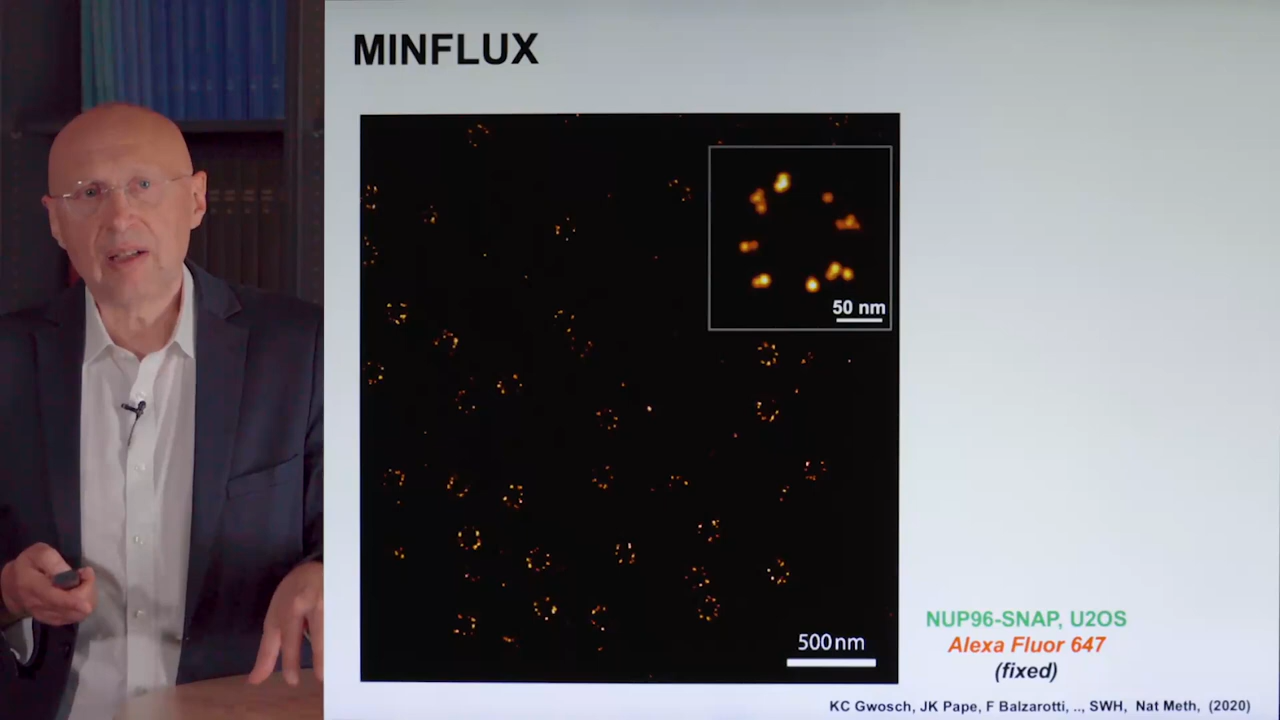 MINFLUX
50 nm
500 nm
NUP96-SNAP, U2OS
Alexa Fluor 647
(fixed)
KC Gwosch, JK Pape, F Balzarotti, .., SWH, Nat Meth, (2020)